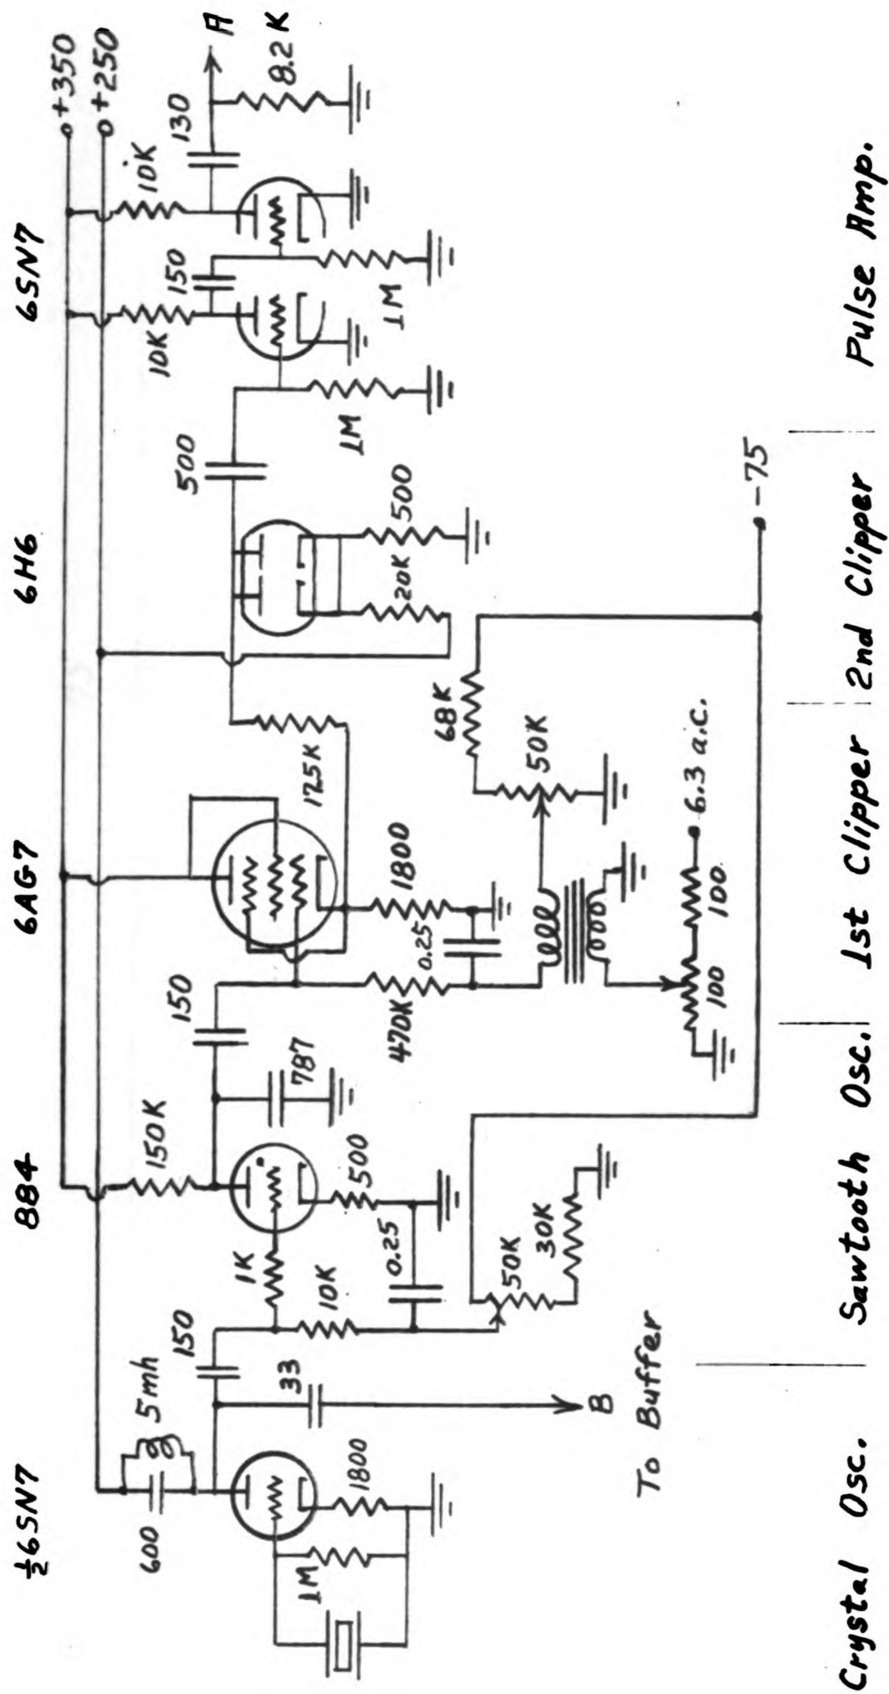 ½6SN7
884
6AG7
6H6
6SN7
+350
+250
600
5mh
150
33
1M
1800
B
To Buffer
150K
1K
10K
500
0.25
787
150
50K
30K
470K
0.25
1800
125K
100
100
6.3 a.c.
68K
50K
-75
20K
500
500
1M
10K
150
1M
10K
130
A
8.2K
Crystal Osc.
Sawtooth Osc.
1st Clipper
2nd Clipper
Pulse Amp.